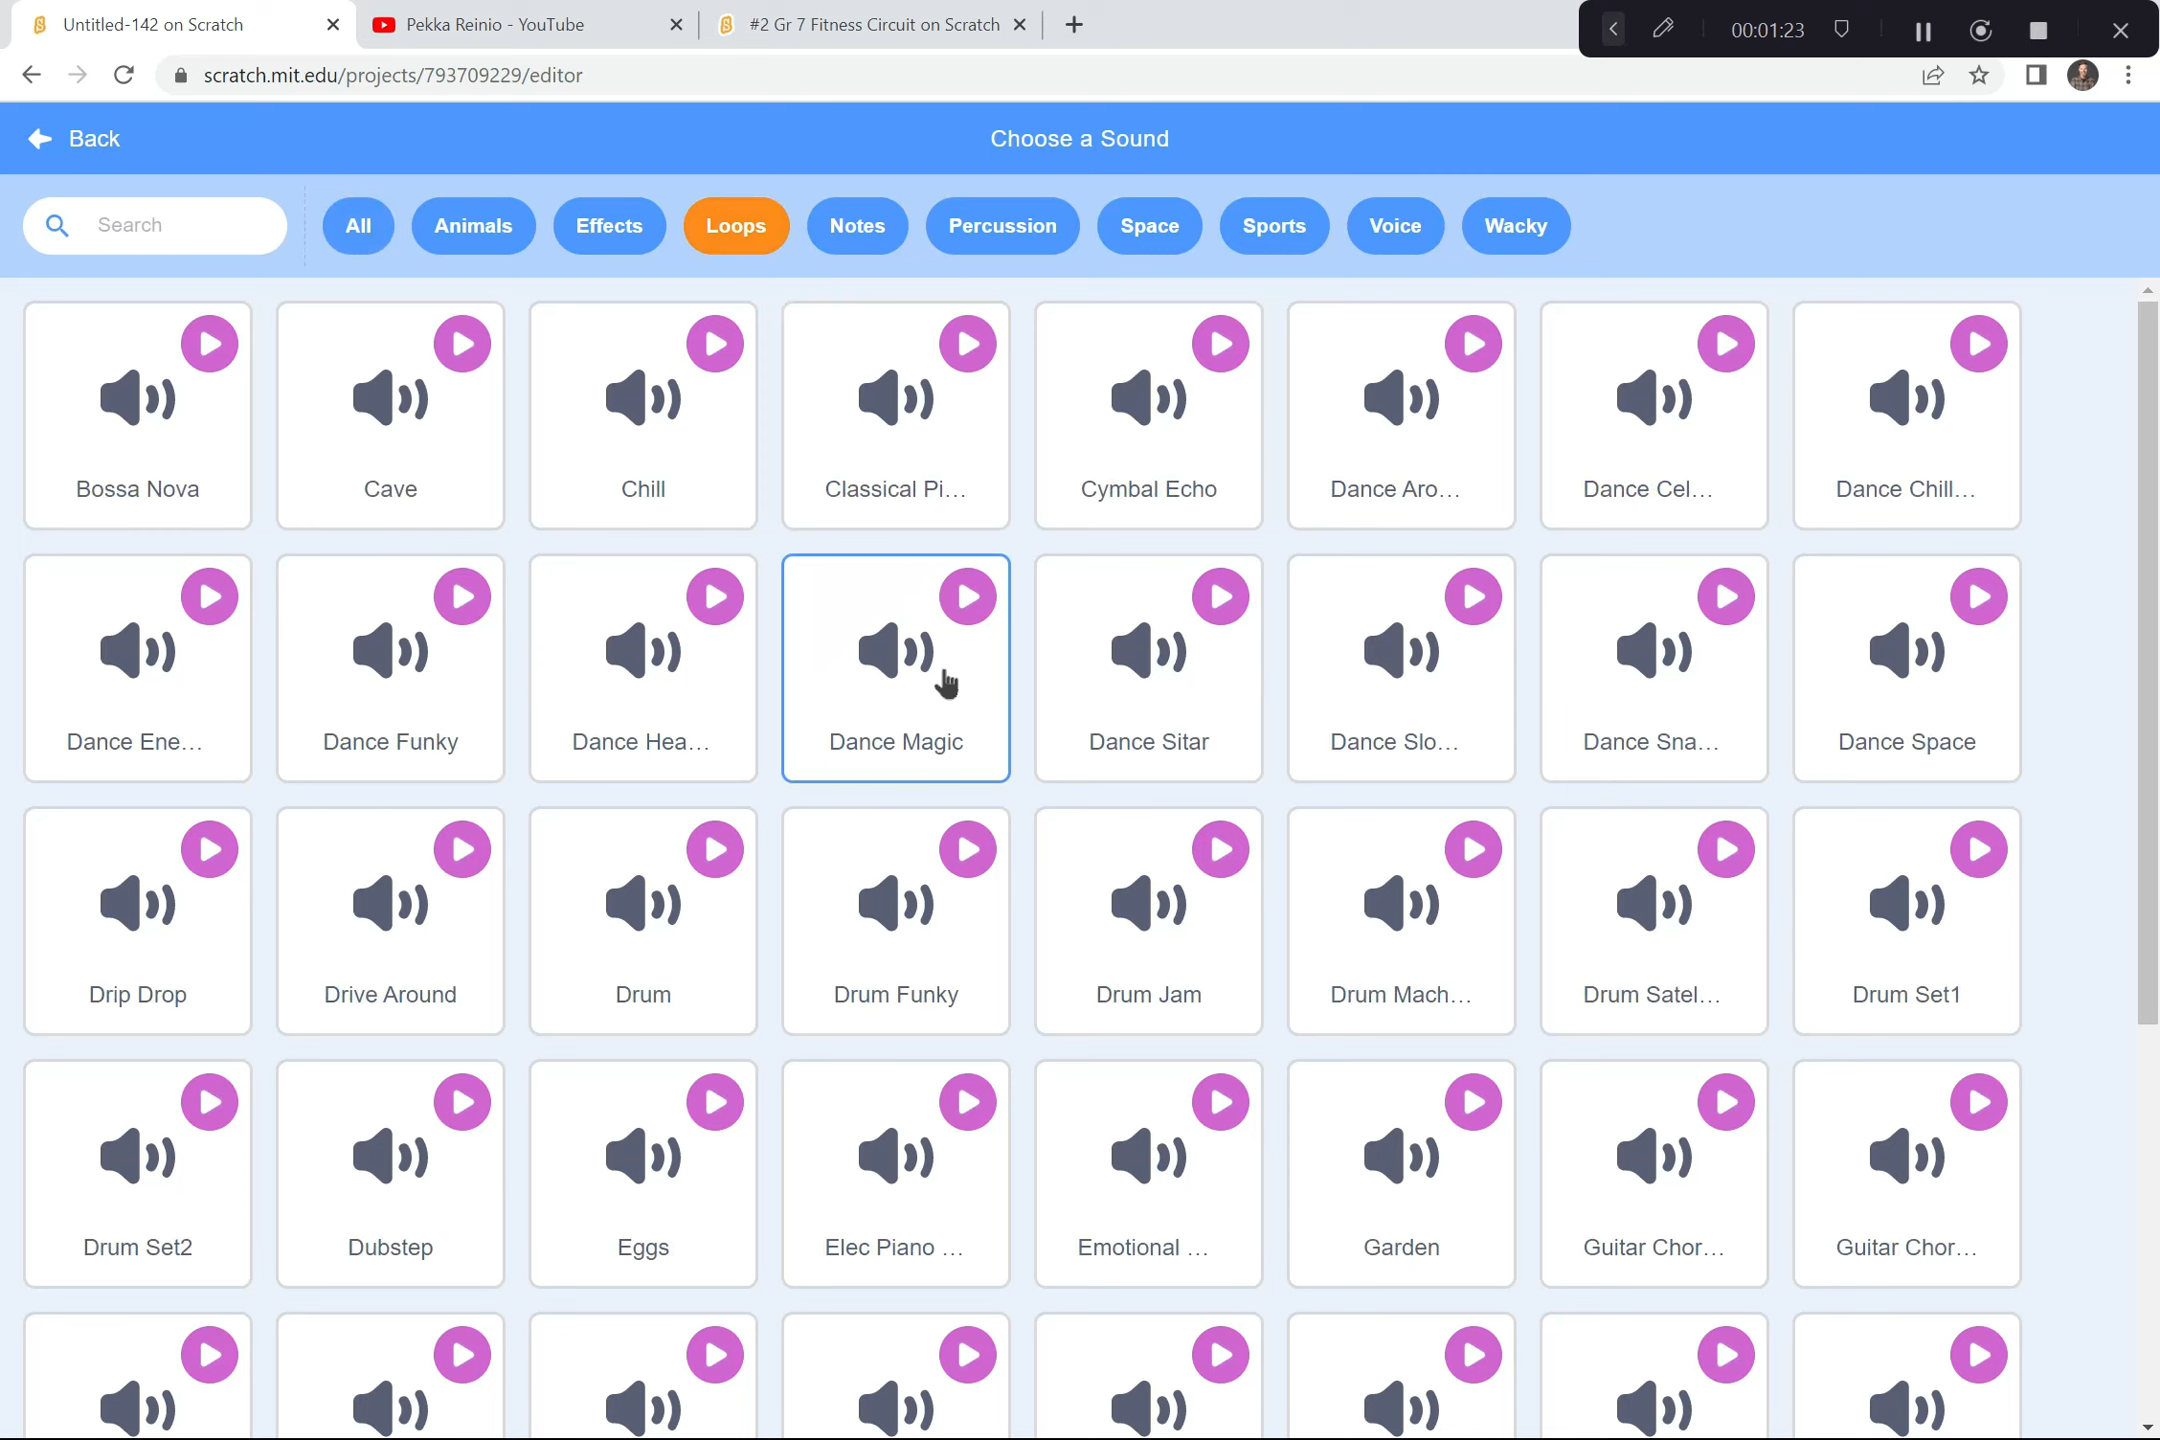 Untitled-142 on Scratch
Pekka Reinio - YouTube
#2 Gr 7 Fitness Circuit on Scratch
00:01:23
scratch.mit.edu/projects/793709229/editor
Back
Choose a Sound
Search
All
Animals
Effects
Loops
Notes
Percussion
Space
Sports
Voice
Wacky
Bossa Nova
Cave
Chill
Classical Pi...
Cymbal Echo
Dance Aro...
Dance Cel...
Dance Chill...
Dance Ene...
Dance Funky
Dance Hea...
Dance Magic
Dance Sitar
Dance Slo...
Dance Sna...
Dance Space
Drip Drop
Drive Around
Drum
Drum Funky
Drum Jam
Drum Mach...
Drum Satel...
Drum Set1
Drum Set2
Dubstep
Eggs
Elec Piano ...
Emotional ...
Garden
Guitar Chor...
Guitar Chor...